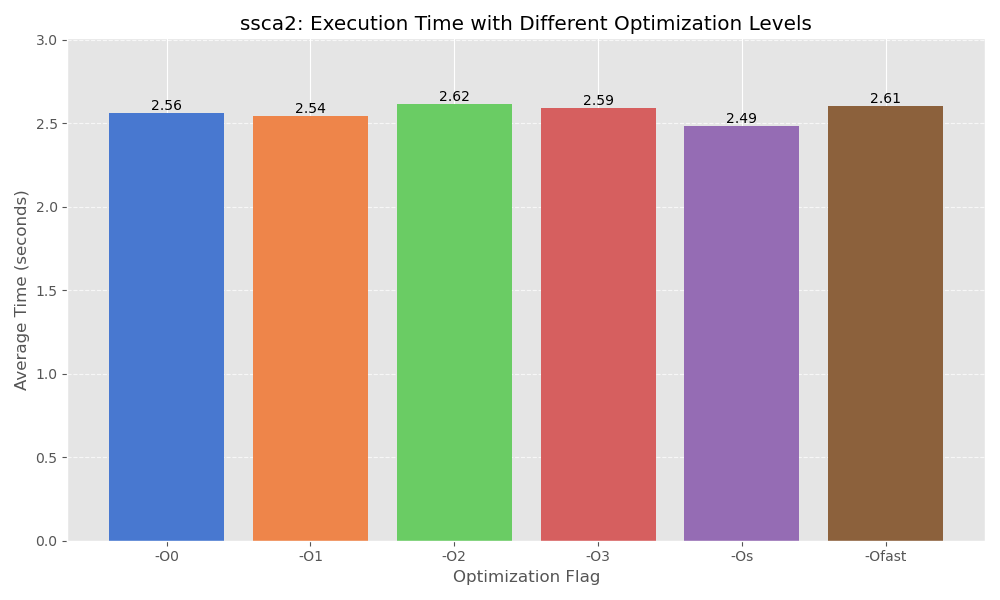 ssca2: Execution Time with Different Optimization Levels
3.0
2.5
2.0
1.5
1.0
0.5
0.0
Average Time (seconds)
2.56
2.54
2.62
2.59
2.49
2.61
-O0
-O1
-O2
-O3
-Os
-Ofast
Optimization Flag